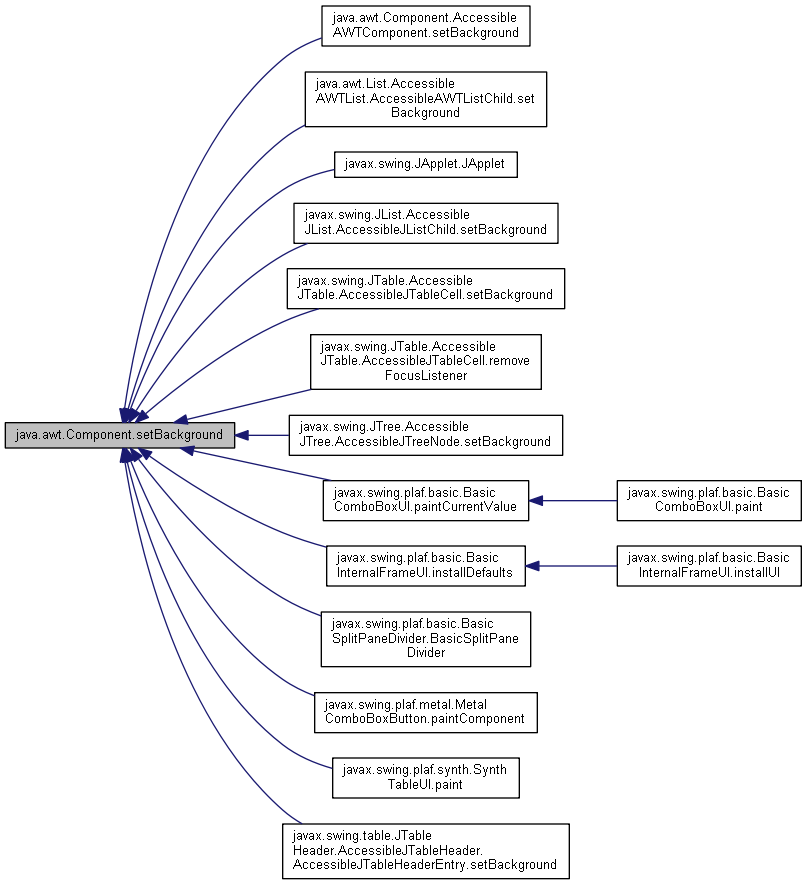 java.awt.Component.Accessible
AWTComponent.setBackground
java.awt.List.Accessible
AWTList.AccessibleAWTListChild.set
Background
javax.swing.JApplet.JApplet
javax.swing.JList.Accessible
JList.AccessibleJListChild.setBackground
javax.swing.JTable.Accessible
JTable.AccessibleJTableCell.setBackground
javax.swing.JTable.Accessible
JTable.AccessibleJTableCell.remove
FocusListener
java.awt.Component.setBackground
javax.swing.JTree.Accessible
JTree.AccessibleJTreeNode.setBackground
javax.swing.plaf.basic.Basic
ComboBoxUI.paintCurrentValue
javax.swing.plaf.basic.Basic
ComboBoxUI.paint
javax.swing.plaf.basic.Basic
InternalFrameUI.installDefaults
javax.swing.plaf.basic.Basic
InternalFrameUI.installUI
javax.swing.plaf.basic.Basic
SplitPaneDivider.BasicSplitPane
Divider
javax.swing.plaf.metal.Metal
ComboBoxButton.paintComponent
javax.swing.plaf.synth.Synth
TableUI.paint
javax.swing.table.JTable
Header.AccessibleJTableHeader.
AccessibleJTableHeaderEntry.setBackground